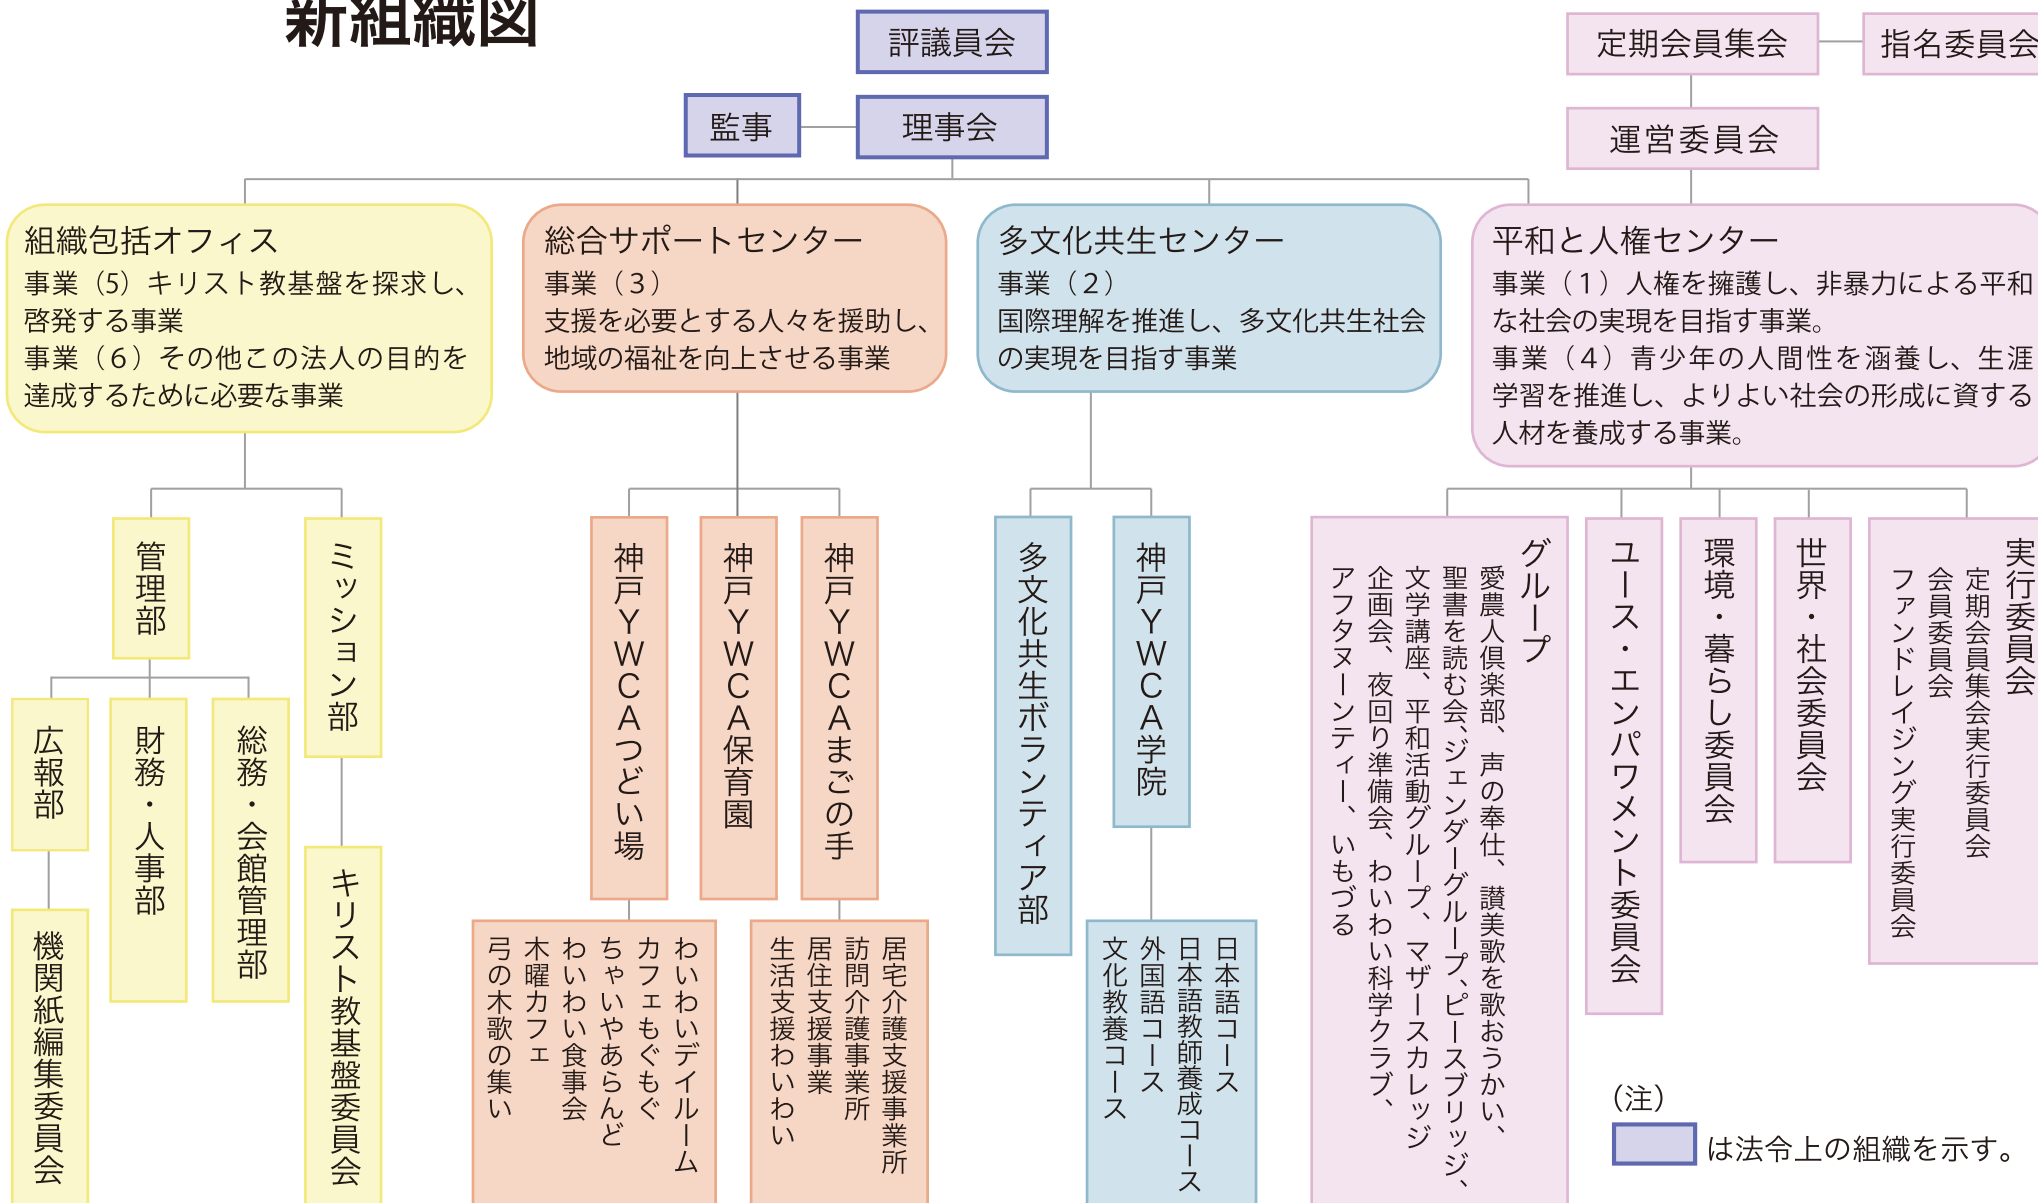 新組織図
評議員会
定期会員集会
指名委員会
監事
理事会
運営委員会
組織包括オフィス
事業（5）キリスト教基盤を探求し、
啓発する事業
事業（６）その他この法人の目的を
達成するために必要な事業
総合サポートセンター
事業（３）
支援を必要とする人々を援助し、
地域の福祉を向上させる事業
多文化共生センター
事業（２）
国際理解を推進し、多文化共生社会
の実現を目指す事業
平和と人権センター
事業（１）人権を擁護し、非暴力による平和
な社会の実現を目指す事業。
事業（４）青少年の人間性を涵養し、生涯
学習を推進し、よりよい社会の形成に資する
人材を養成する事業。
管理部
ミッション部
広報部
財務・人事部
総務・会館管理部
機関紙編集委員会
キリスト教基盤委員会
神戸ＹＷＣＡつどい場
神戸ＹＷＣＡ保育園
神戸ＹＷＣＡまごの手
わいわいデイルーム
カフェもぐもぐ
ちゃいやあらんど
わいわい食事会
木曜カフェ
弓の木歌の集い
居宅介護支援事業所
訪問介護事業所
居住支援事業
生活支援わいわい
多文化共生ボランティア部
神戸ＹＷＣＡ学院
日本語コース
日本語教師養成コース
外国語コース
文化教養コース
グループ
愛農人倶楽部、声の奉仕、讃美歌を歌おうかい、
聖書を読む会、ジェンダーグループ、ピースブリッジ、
文学講座、平和活動グループ、マザースカレッジ
企画会、夜回り準備会、わいわい科学クラブ、
アフタヌーンティー、いもづる
ユース・エンパワメント委員会
環境・暮らし委員会
世界・社会委員会
実行委員会
定期会員集会実行委員会
会員委員会
ファンドレイジング実行委員会
（注）
は法令上の組織を示す。